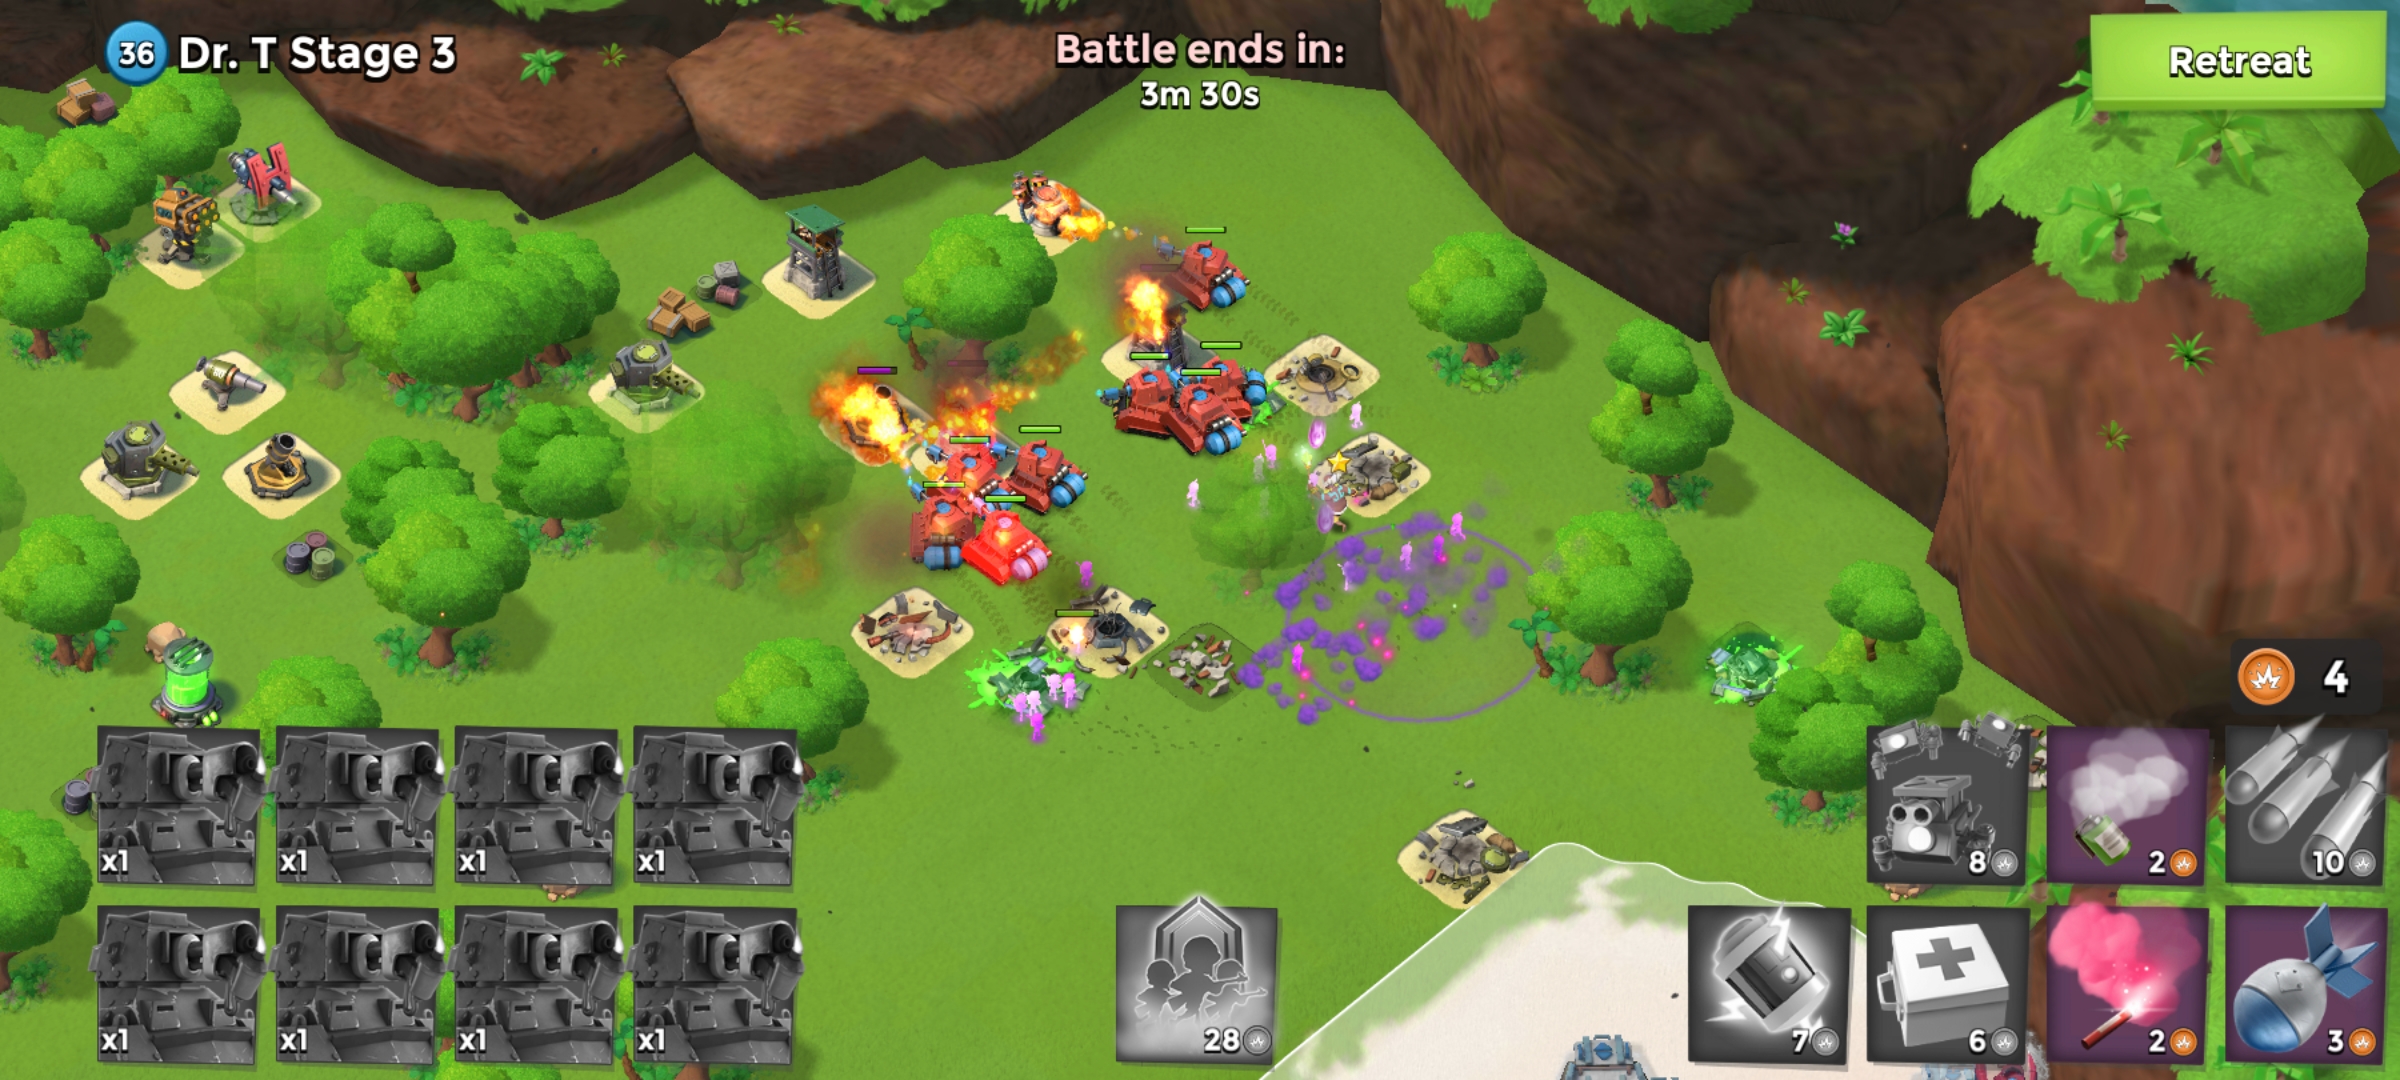 36 Dr. T Stage 3
Battle ends in:
3m 30s
Retreat
4
8
2
10
x1
x1
x1
x1
x1
x1
x1
x1
28
7
6
2
3